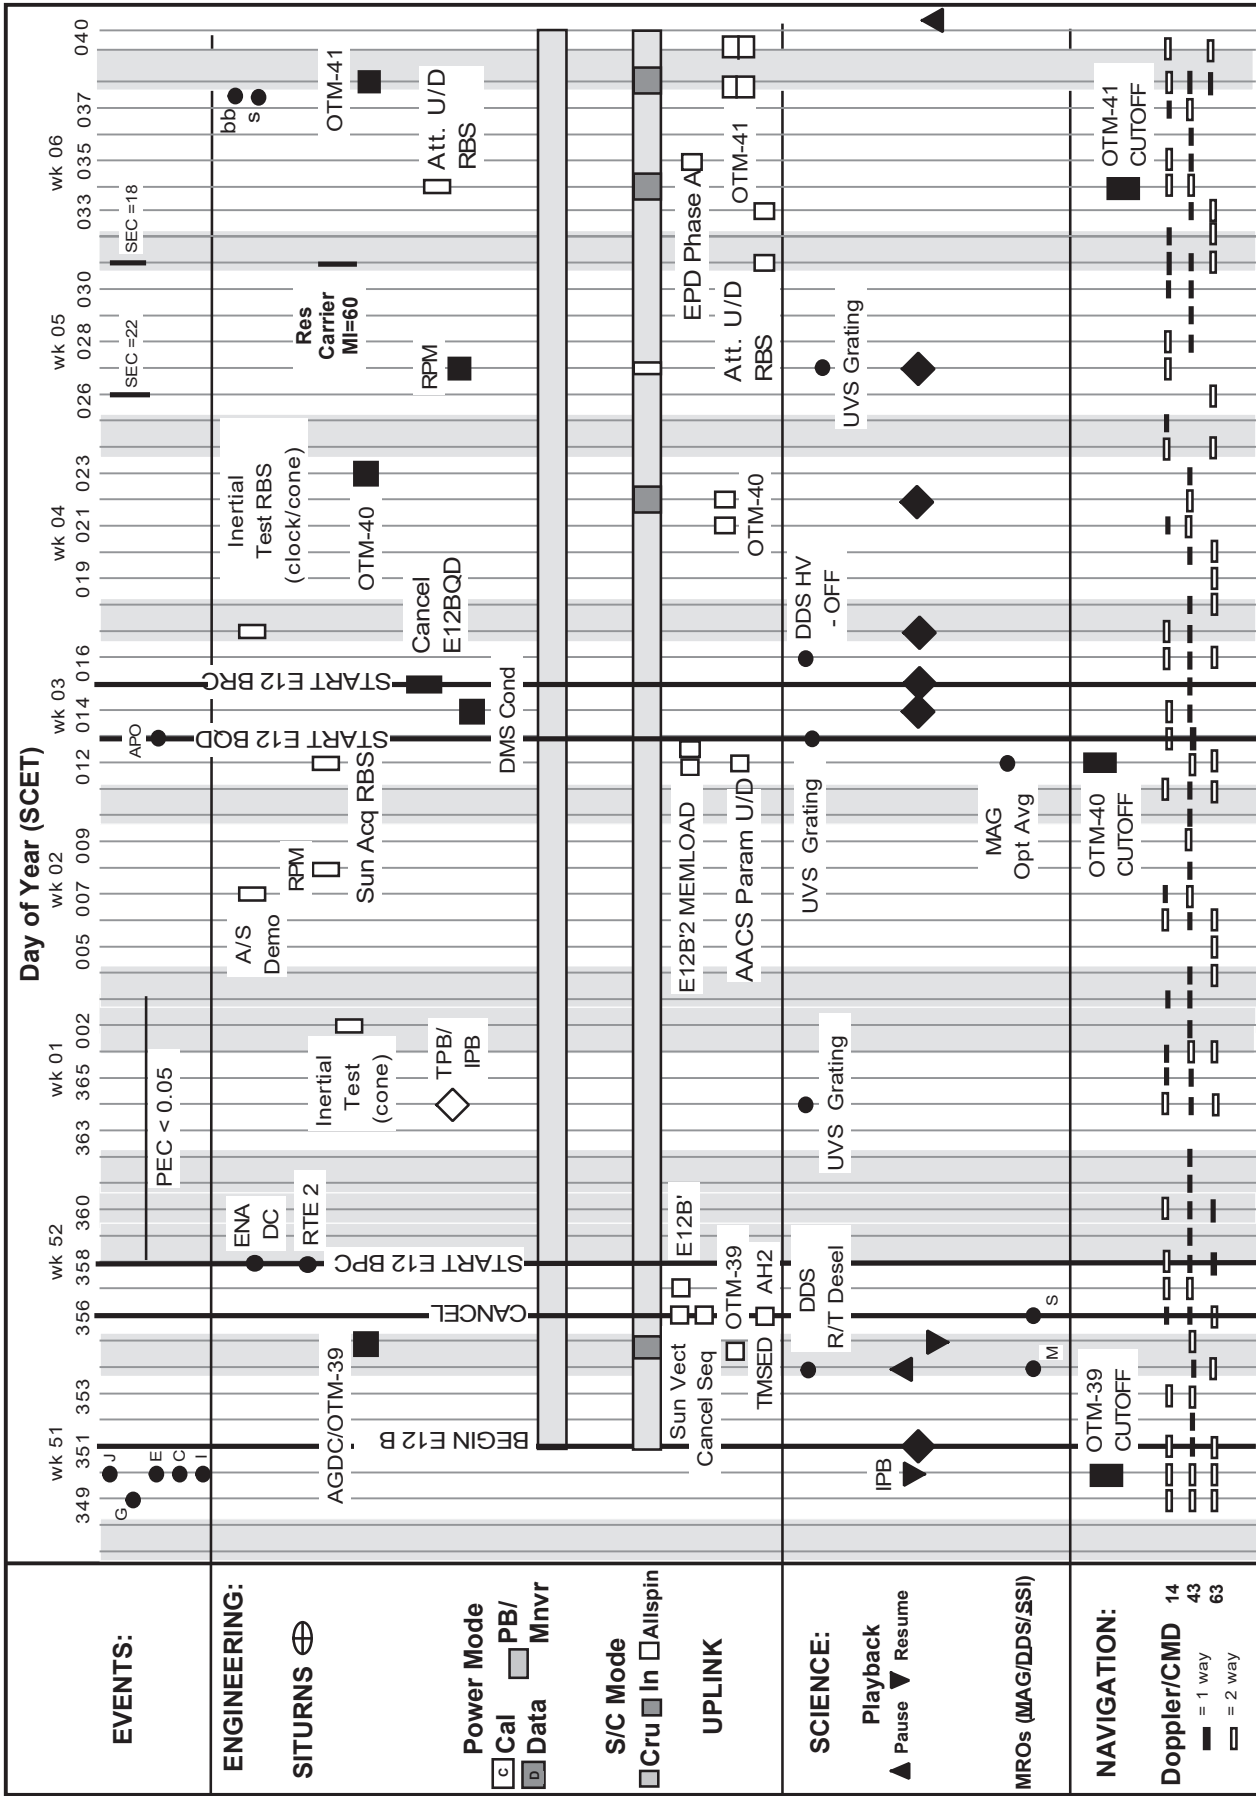 Day of Year (SCET)
wk 51 wk 52 wk 01 wk 02 wk 03 wk 04 wk 05 wk 06
349 351 353 356 358 360 363 365 002 005 007 009 012 014 016 019 021 023 026 028 030 033 035 037 040
EVENTS:
G
J
E
C
I
PEC < 0.05
APO
SEC =22
SEC =18
ENGINEERING:
SITURNS
ENA
DC
RTE 2
AGDC/OTM-39
BEGIN E12 B
CANCEL
START E12 BPC
Inertial
Test
(cone)
TPB/
IPB
A/S
Demo
RPM
Sun Acq RBS
START E12 BQD
START E12 BRC
DMS Cond
Cancel
E12BQD
Inertial
Test RBS
(clock/cone)
OTM-40
RPM
Res
Carrier
MI=60
bb
s
OTM-41
Att. U/D
RBS
Power Mode
C Cal
PB/
Mnvr
D Data
S/C Mode
Cru In Allspin
UPLINK
Sun Vect
Cancel Seq
E12B'
OTM-39
TMSED
AH2
E12B'2 MEMLOAD
AACS Param U/D
OTM-40
EPD Phase A
Att. U/D
RBS
OTM-41
SCIENCE:
Playback
Pause Resume
IPB
DDS
R/T Desel
UVS Grating
UVS Grating
DDS HV
- OFF
UVS Grating
MROs (MAG/DDS/SSI)
M
S
MAG
Opt Avg
NAVIGATION:
OTM-39
CUTOFF
OTM-40
CUTOFF
OTM-41
CUTOFF
Doppler/CMD
14
43
63
= 1 way
= 2 way